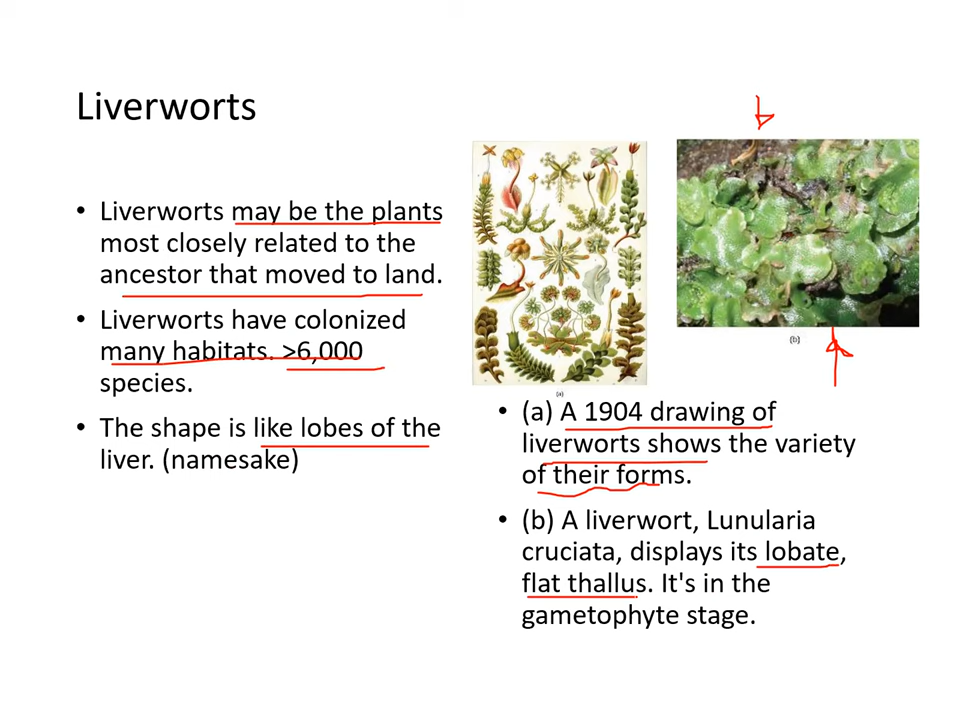 Liverworts
• Liverworts may be the plants
most closely related to the
ancestor that moved to land.
• Liverworts have colonized
many habitats. >6,000
species.
• The shape is like lobes of the
liver. (namesake)
b
(b)
(a)
• (a) A 1904 drawing of
liverworts shows the variety
of their forms.
• (b) A liverwort, Lunularia
cruciata, displays its lobate,
flat thallus. It's in the
gametophyte stage.